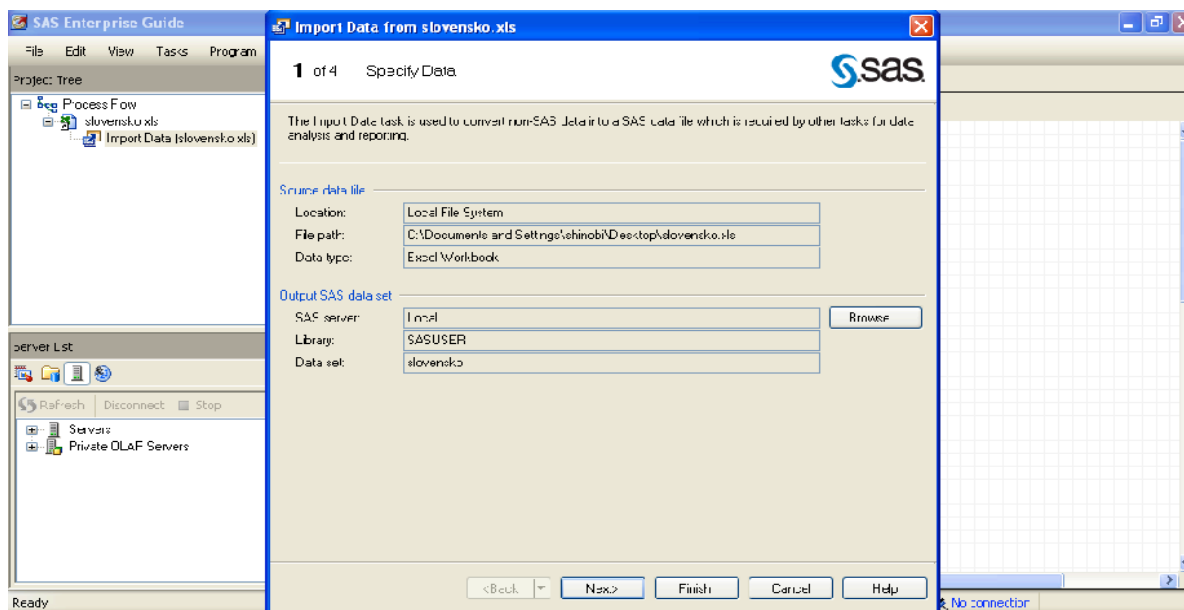 SAS Enterprise Guide
File Edit View Tasks Program
Project Tree
Process Flow
slovensko.xls
Import Data (slovensko.xls)
Server List
Refresh Disconnect Stop
Servers
Private OLAP Servers
Ready
Import Data from slovensko.xls
1 of 4 Specify Data
sas
The Import Data task is used to convert non-SAS data into a SAS data file which is required by other tasks for data
analysis and reporting.
Source data file
Location: Local File System
File path: C:\Documents and Settings\shinobi\Desktop\slovensko.xls
Data type: Excel Workbook
Output SAS data set
SAS server: Local Browse
Library: SASUSER
Data set: slovensko
<Back Next> Finish Cancel Help
No connection